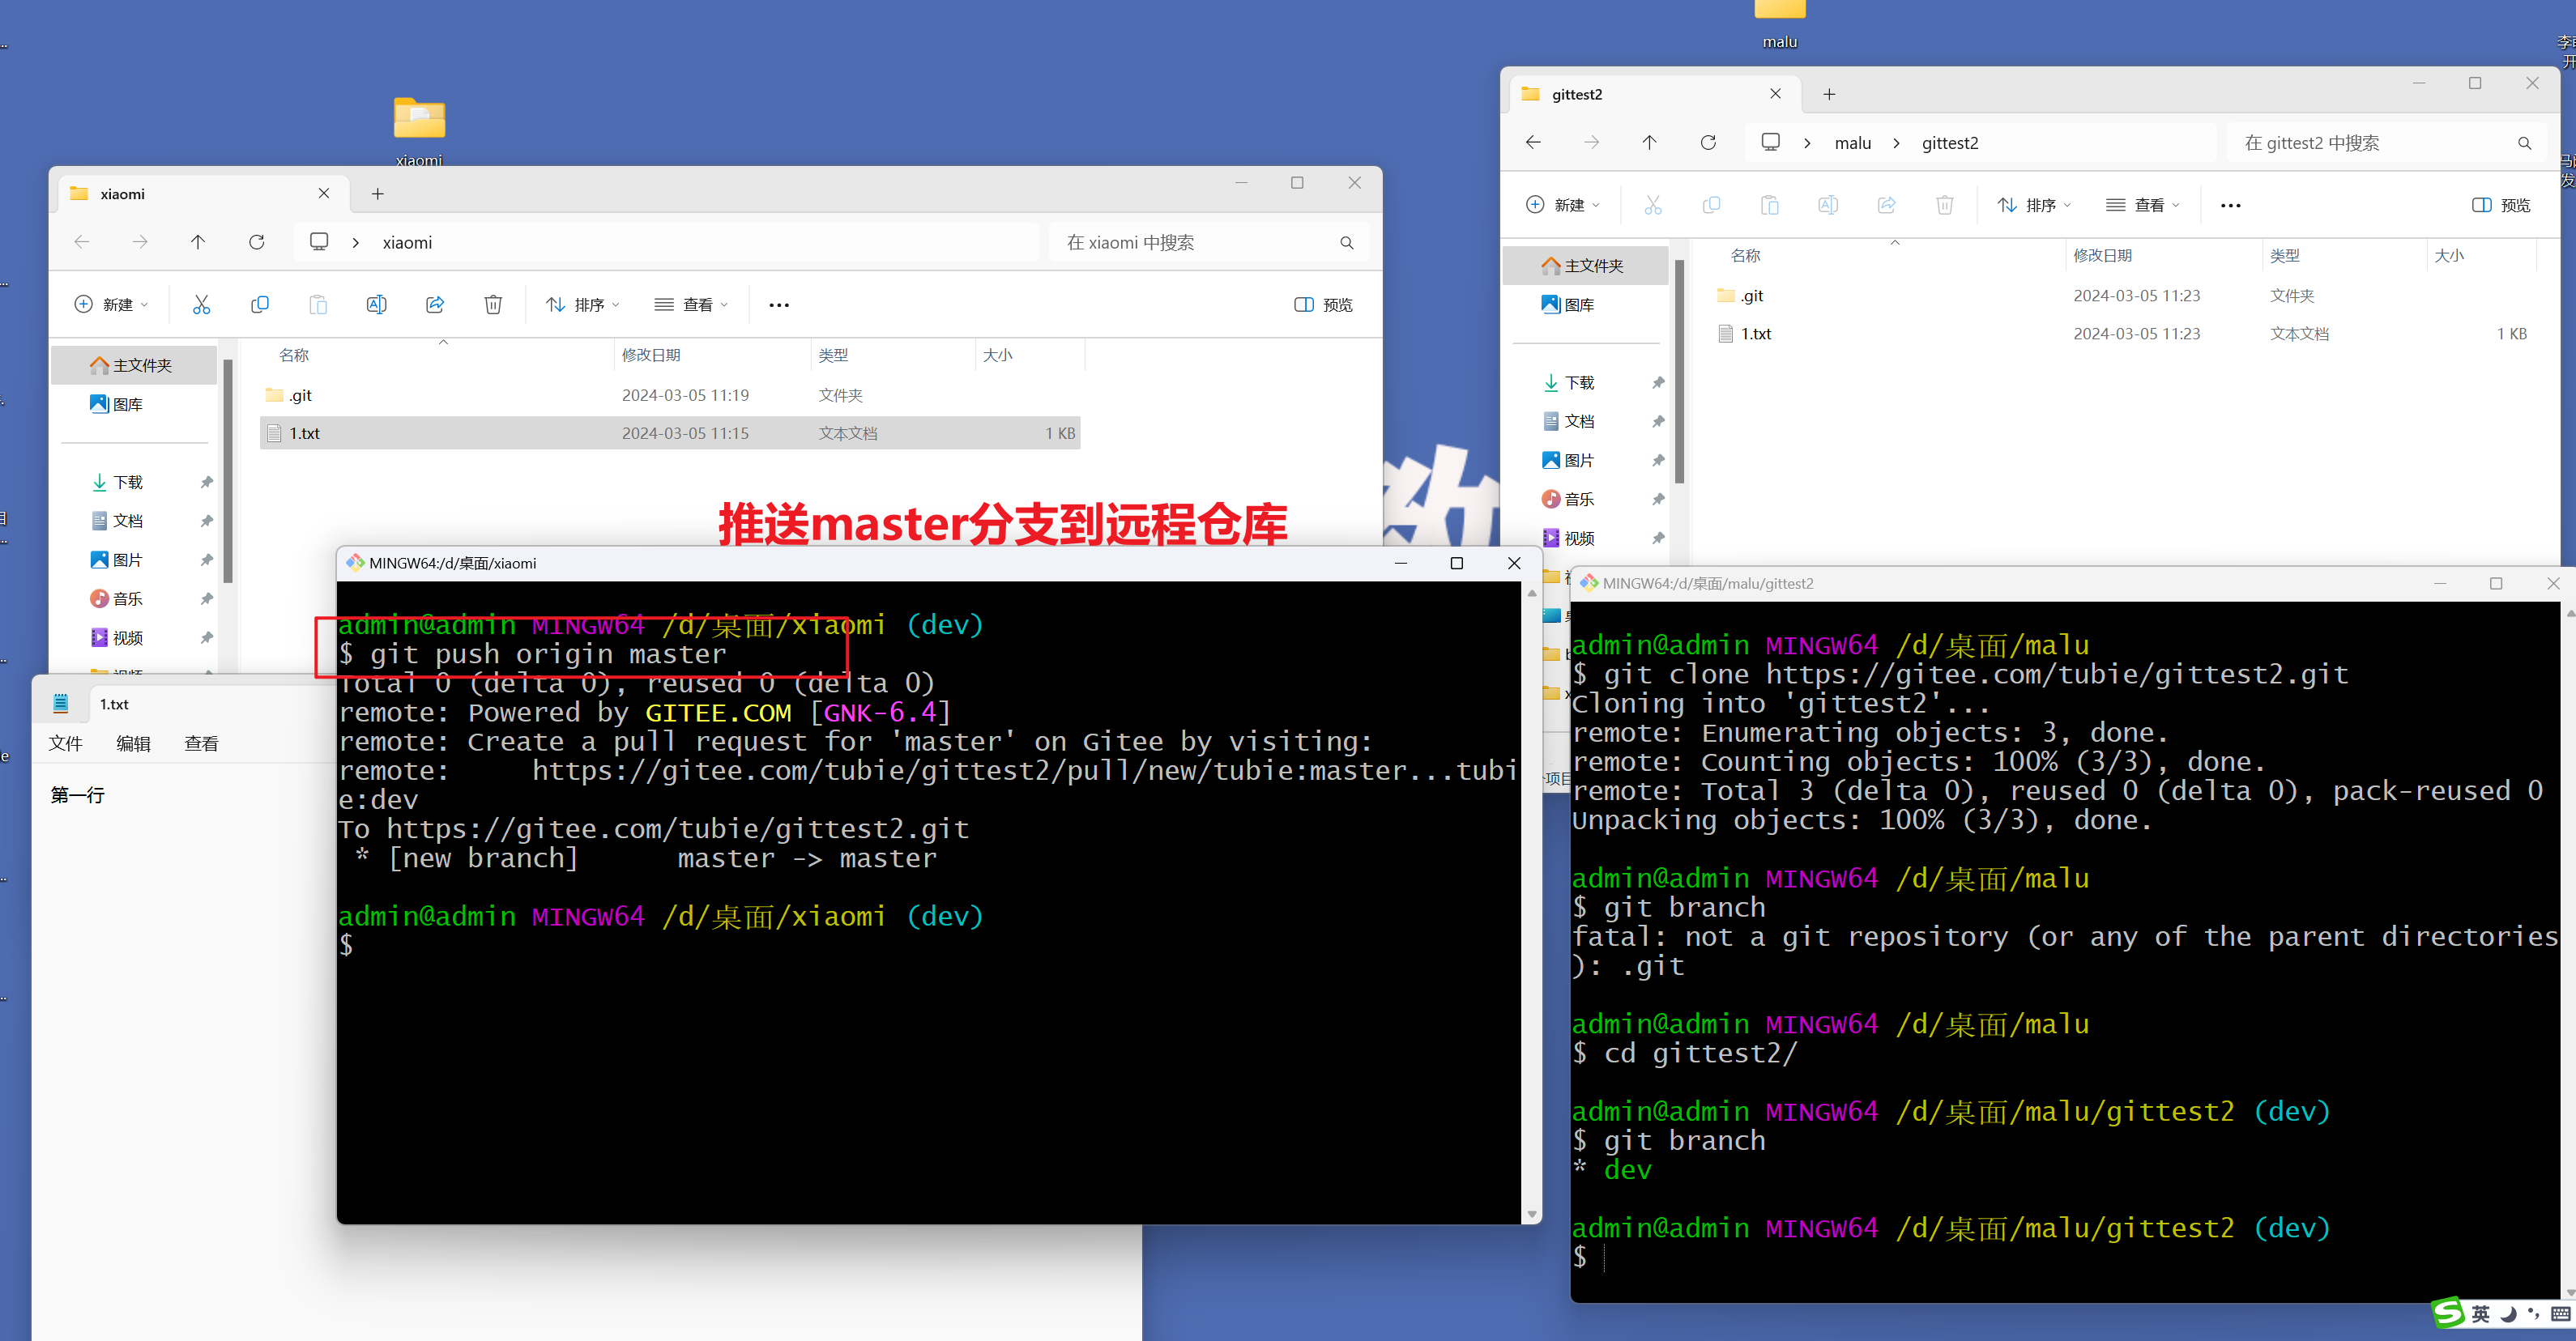 malu
xiaomi
xiaomi
xiaomi
在 xiaomi 中搜索
新建
排序
查看
预览
主文件夹
图库
下载
文档
图片
音乐
视频
名称
修改日期
类型
大小
.git
2024-03-05 11:19
文件夹
1.txt
2024-03-05 11:15
文本文档
1 KB
推送master分支到远程仓库
gittest2
malu
gittest2
在 gittest2 中搜索
新建
排序
查看
预览
主文件夹
图库
下载
文档
图片
音乐
视频
名称
修改日期
类型
大小
.git
2024-03-05 11:23
文件夹
1.txt
2024-03-05 11:23
文本文档
1 KB
1.txt
文件
编辑
查看
第一行
MINGW64:/d/桌面/xiaomi
admin@admin MINGW64 /d/桌面/xiaomi (dev)
$ git push origin master
Total 0 (delta 0), reused 0 (delta 0)
remote: Powered by GITEE.COM [GNK-6.4]
remote: Create a pull request for 'master' on Gitee by visiting:
remote:     https://gitee.com/tubie/gittest2/pull/new/tubie:master...tubi
e:dev
To https://gitee.com/tubie/gittest2.git
 * [new branch]      master -> master
admin@admin MINGW64 /d/桌面/xiaomi (dev)
$
MINGW64:/d/桌面/malu/gittest2
admin@admin MINGW64 /d/桌面/malu
$ git clone https://gitee.com/tubie/gittest2.git
Cloning into 'gittest2'...
remote: Enumerating objects: 3, done.
remote: Counting objects: 100% (3/3), done.
remote: Total 3 (delta 0), reused 0 (delta 0), pack-reused 0
Unpacking objects: 100% (3/3), done.
admin@admin MINGW64 /d/桌面/malu
$ git branch
fatal: not a git repository (or any of the parent directories
): .git
admin@admin MINGW64 /d/桌面/malu
$ cd gittest2/
admin@admin MINGW64 /d/桌面/malu/gittest2 (dev)
$ git branch
* dev
admin@admin MINGW64 /d/桌面/malu/gittest2 (dev)
$
英